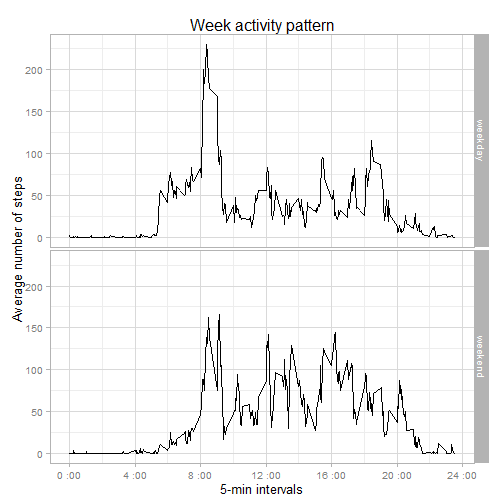 Week activity pattern
Average number of steps
200
150
100
50
0
weekday
200
150
100
50
0
weekend
0:00 4:00 8:00 12:00 16:00 20:00 24:00
5-min intervals